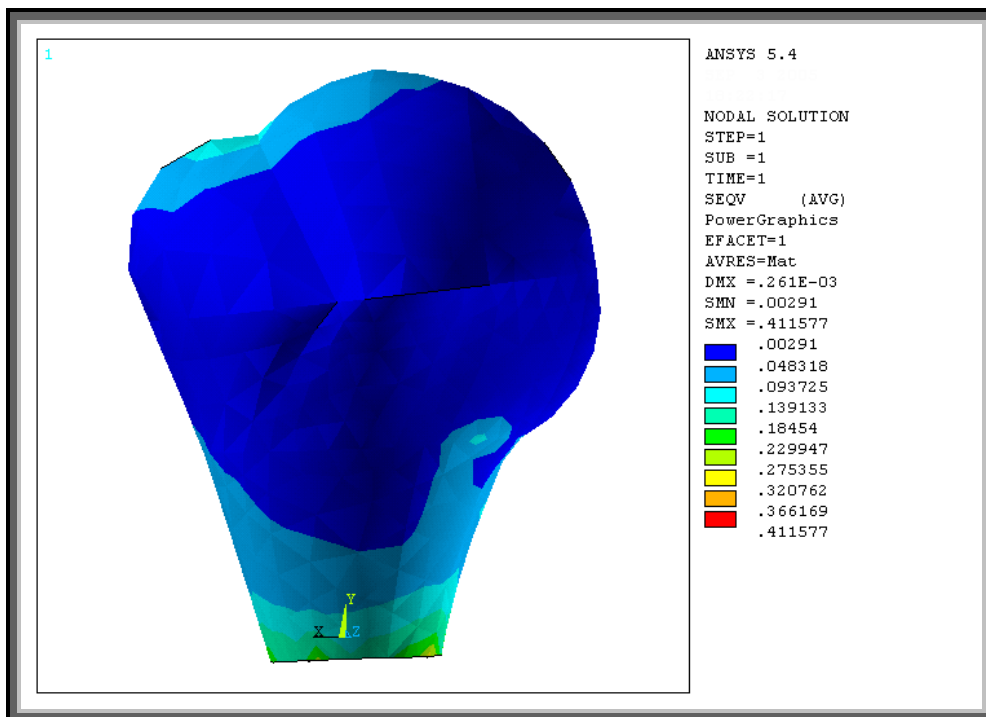 1
ANSYS 5.4
NODAL SOLUTION
STEP=1
SUB =1
TIME=1
SEQV (AVG)
PowerGraphics
EFACET=1
AVRES=Mat
DMX =.261E-03
SMN =.00291
SMX =.411577
.00291
.048318
.093725
.139133
.18454
.229947
.275355
.320762
.366169
.411577
Y
X Z